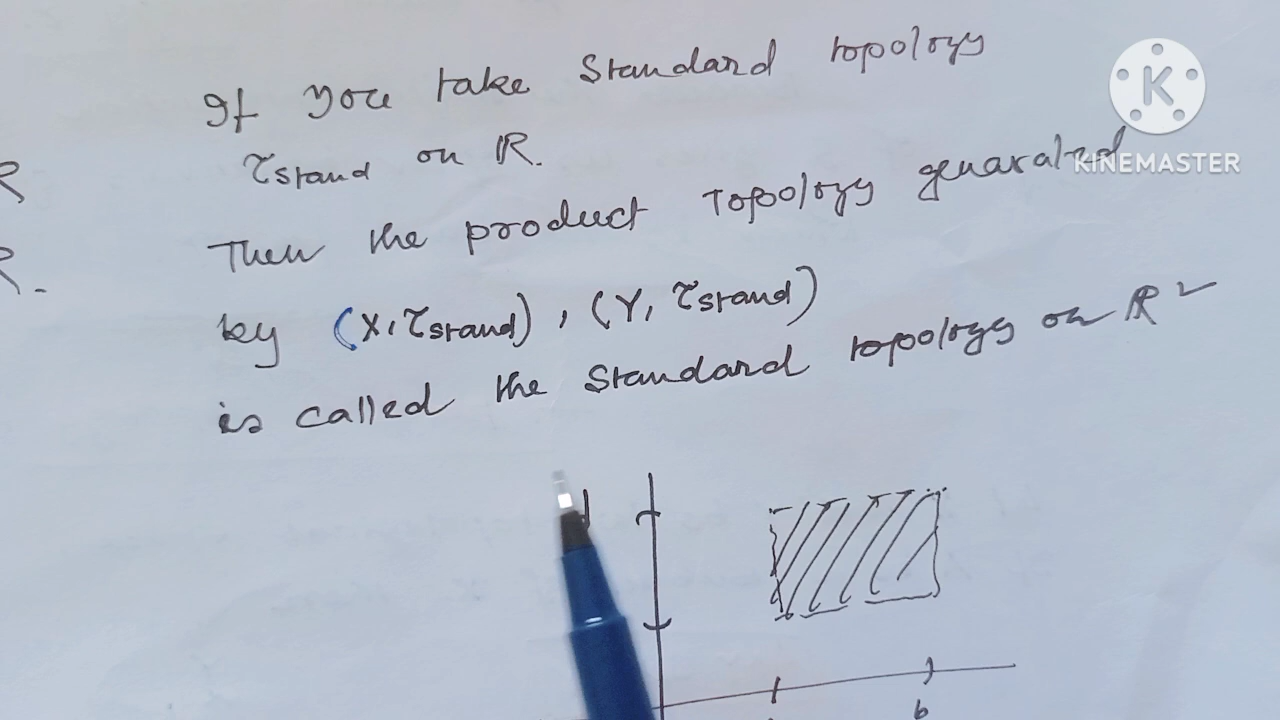 If you take Standard topology
τstand on ℝ.
Then the product Topology genaraled
by (X, τstand), (Y, τstand)
is called the Standard topology on ℝ²
R
R.
d
b
K
KINEMASTER